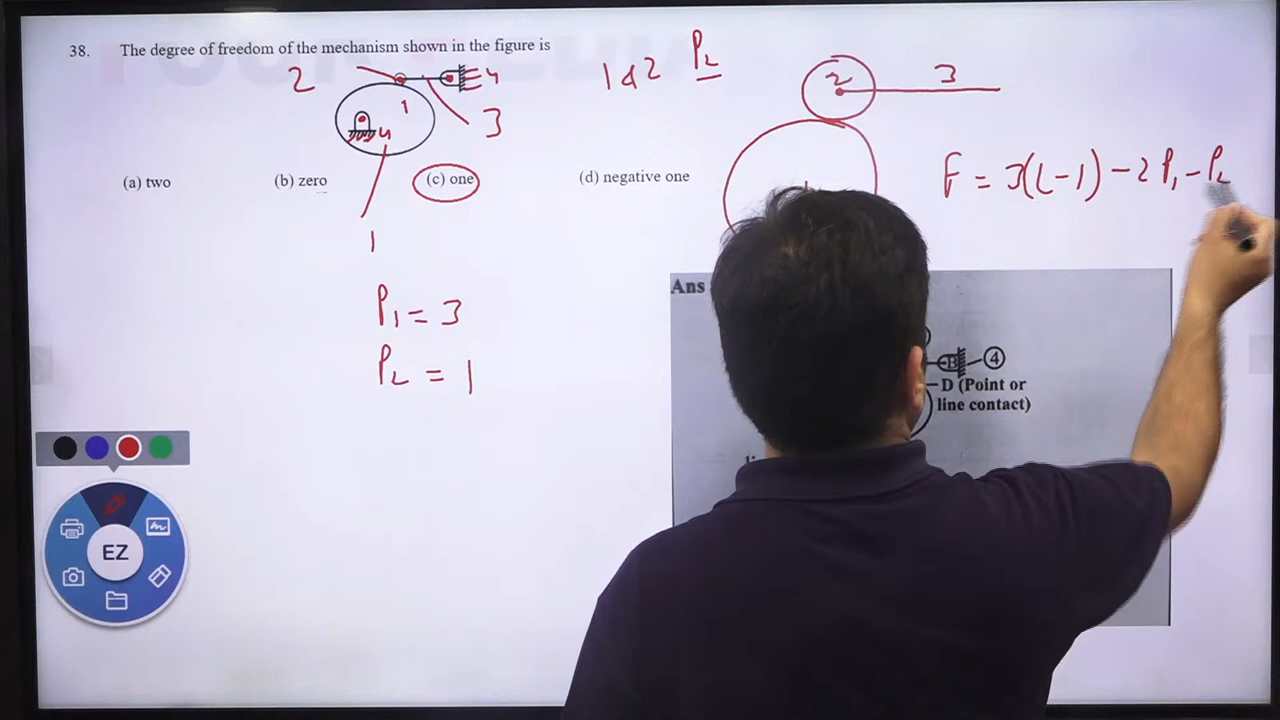 38. The degree of freedom of the mechanism shown in the figure is
2
4
1
3
4
1
(a) two (b) zero (c) one (d) negative one
1 & 2 P2
2
3
F = 3(L-1) - 2P1 - P2
P1 = 3
P2 = 1
Ans
B
4
D (Point or
line contact)
EZ